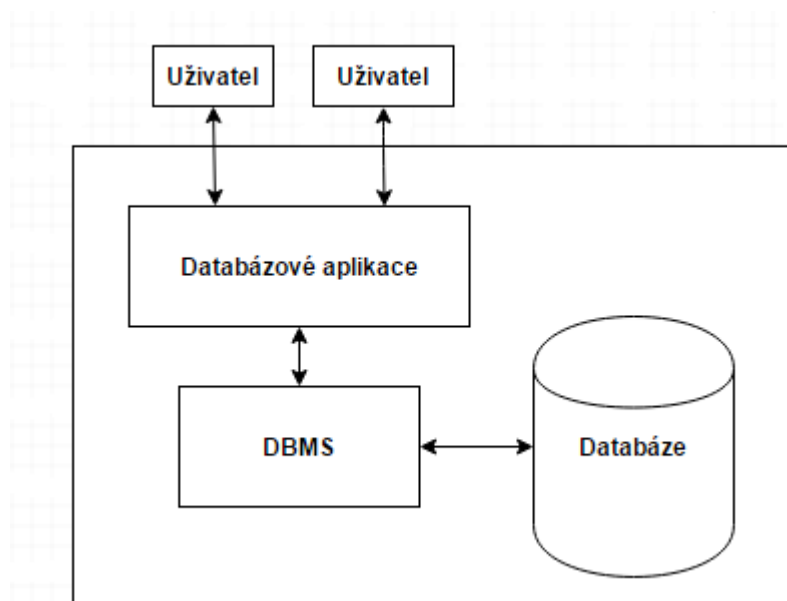 Uživatel
Uživatel
Databázové aplikace
DBMS
Databáze